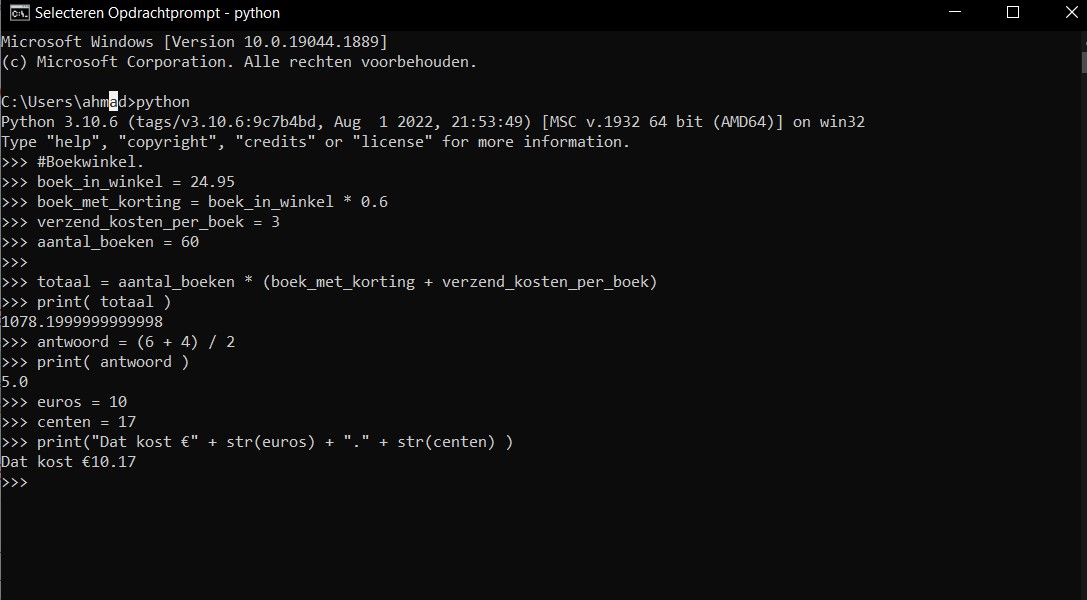 Selecteren Opdrachtprompt - python
Microsoft Windows [Version 10.0.19044.1889]
(c) Microsoft Corporation. Alle rechten voorbehouden.
C:\Users\ahmad>python
Python 3.10.6 (tags/v3.10.6:9c7b4bd, Aug  1 2022, 21:53:49) [MSC v.1932 64 bit (AMD64)] on win32
Type "help", "copyright", "credits" or "license" for more information.
>>> #Boekwinkel.
>>> boek_in_winkel = 24.95
>>> boek_met_korting = boek_in_winkel * 0.6
>>> verzend_kosten_per_boek = 3
>>> aantal_boeken = 60
>>>
>>> totaal = aantal_boeken * (boek_met_korting + verzend_kosten_per_boek)
>>> print( totaal )
1078.1999999999998
>>> antwoord = (6 + 4) / 2
>>> print( antwoord )
5.0
>>> euros = 10
>>> centen = 17
>>> print("Dat kost €" + str(euros) + "." + str(centen) )
Dat kost €10.17
>>>